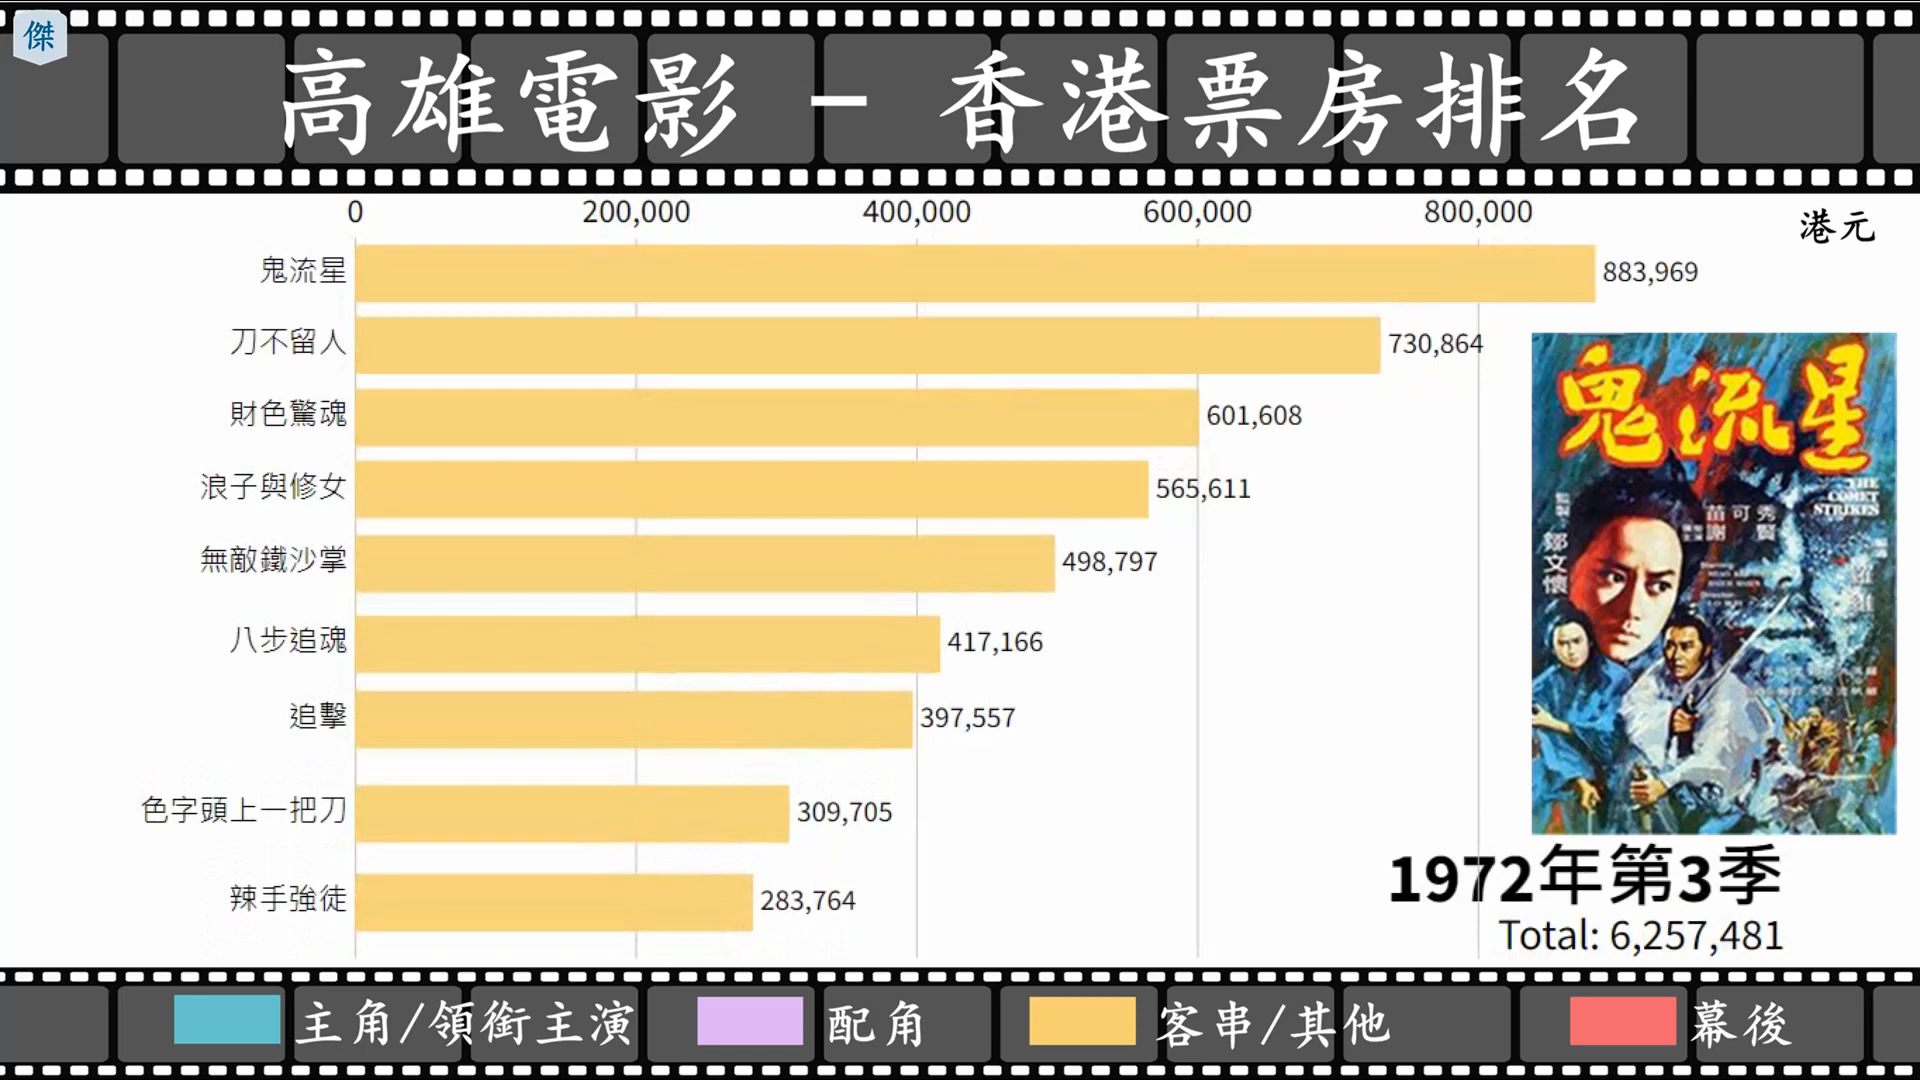 傑
高雄電影 - 香港票房排名
0 200,000 400,000 600,000 800,000
港元
鬼流星 883,969
刀不留人 730,864
財色驚魂 601,608
浪子與修女 565,611
無敵鐵沙掌 498,797
八步追魂 417,166
追擊 397,557
色字頭上一把刀 309,705
辣手強徒 283,764
鬼流星
THE
COMET
STRIKES
苗可秀
謝賢
監製
鄒文懷
1972年第3季
Total: 6,257,481
主角/領銜主演 配角 客串/其他 幕後